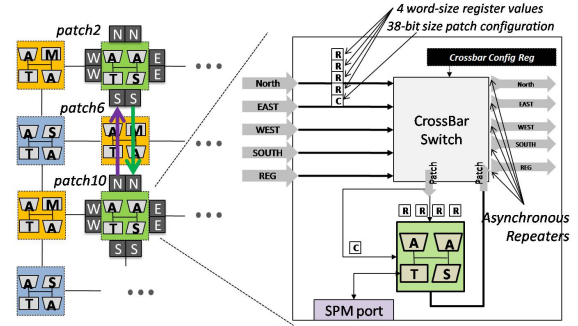 4 word-size register values
38-bit size patch configuration
patch2
N N
A M
T A
W A A E
W T S E
S S
patch6
A S
T A
A M
T A
patch10
N N
A M
T A
W A A E
W T S E
S S
A S
T A
R
R
R
R
C
Crossbar Config Reg
North
EAST
WEST
SOUTH
REG
CrossBar
Switch
Patch
Patch
North
EAST
WEST
SOUTH
REG
R R R R
C
A A
T S
SPM port
Asynchronous
Repeaters